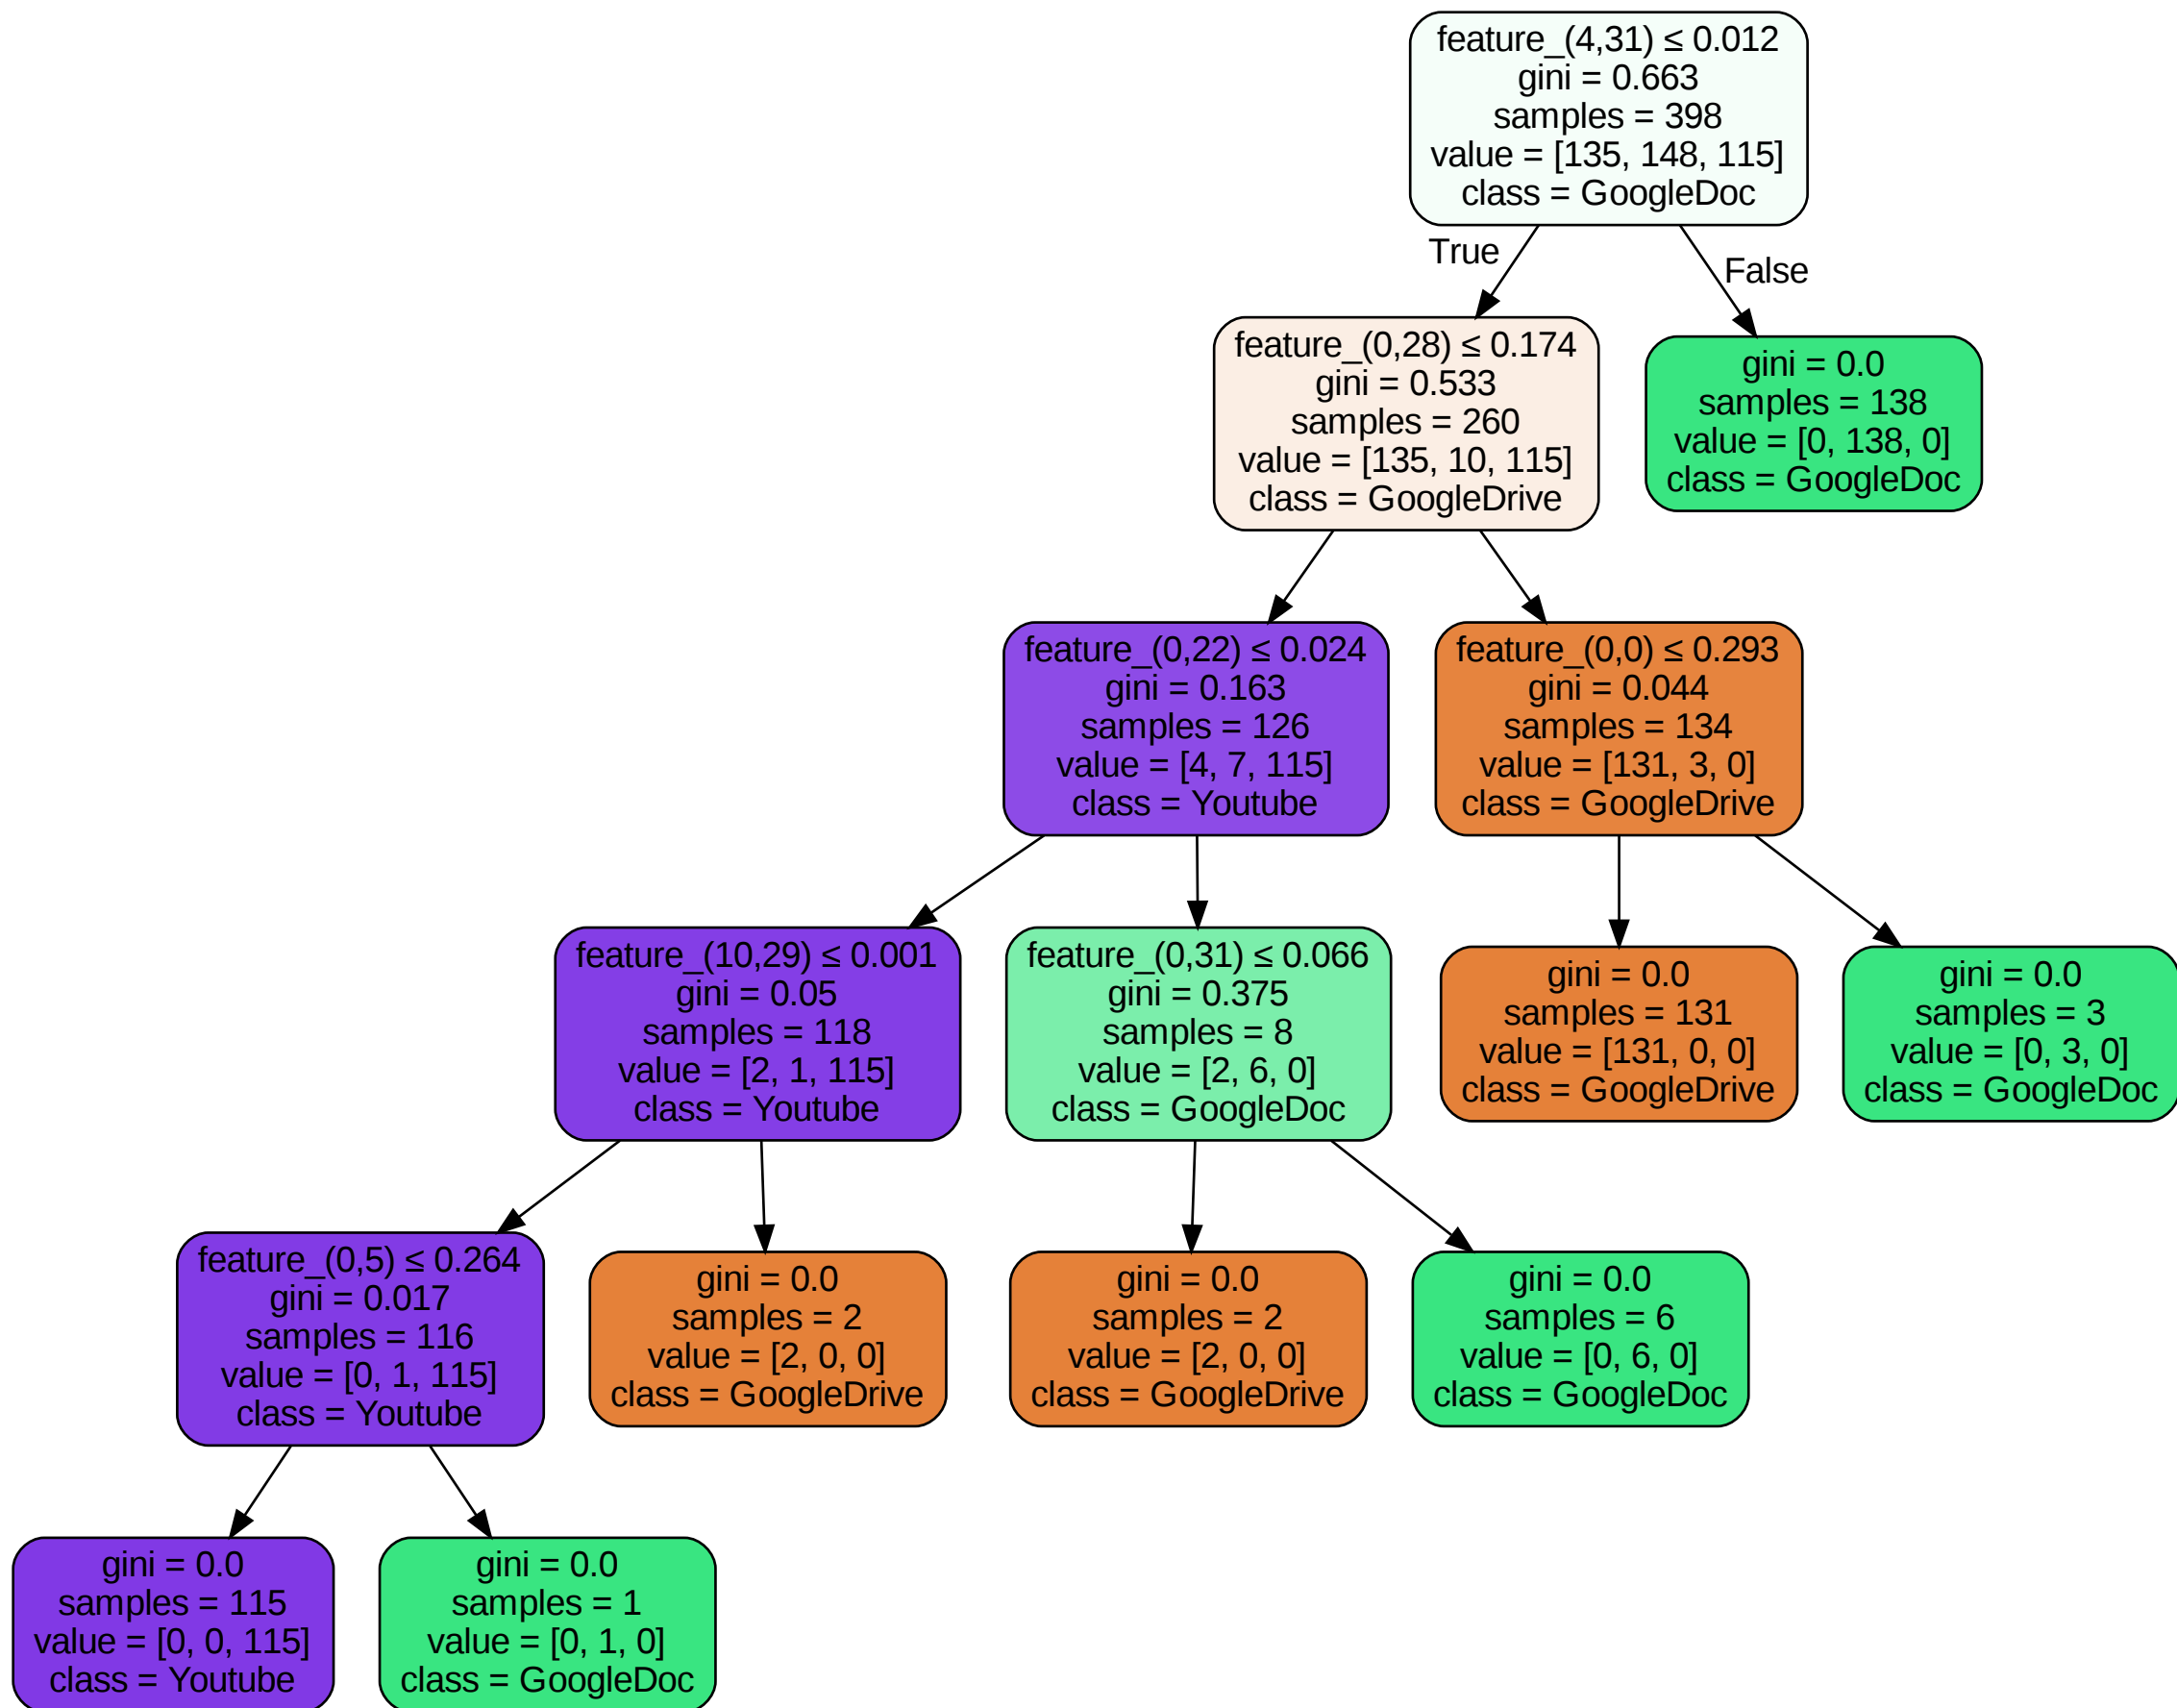 feature_(4,31) ≤ 0.012
gini = 0.663
samples = 398
value = [135, 148, 115]
class = GoogleDoc
True
False
feature_(0,28) ≤ 0.174
gini = 0.533
samples = 260
value = [135, 10, 115]
class = GoogleDrive
gini = 0.0
samples = 138
value = [0, 138, 0]
class = GoogleDoc
feature_(0,22) ≤ 0.024
gini = 0.163
samples = 126
value = [4, 7, 115]
class = Youtube
feature_(0,0) ≤ 0.293
gini = 0.044
samples = 134
value = [131, 3, 0]
class = GoogleDrive
feature_(10,29) ≤ 0.001
gini = 0.05
samples = 118
value = [2, 1, 115]
class = Youtube
feature_(0,31) ≤ 0.066
gini = 0.375
samples = 8
value = [2, 6, 0]
class = GoogleDoc
gini = 0.0
samples = 131
value = [131, 0, 0]
class = GoogleDrive
gini = 0.0
samples = 3
value = [0, 3, 0]
class = GoogleDoc
feature_(0,5) ≤ 0.264
gini = 0.017
samples = 116
value = [0, 1, 115]
class = Youtube
gini = 0.0
samples = 2
value = [2, 0, 0]
class = GoogleDrive
gini = 0.0
samples = 2
value = [2, 0, 0]
class = GoogleDrive
gini = 0.0
samples = 6
value = [0, 6, 0]
class = GoogleDoc
gini = 0.0
samples = 115
value = [0, 0, 115]
class = Youtube
gini = 0.0
samples = 1
value = [0, 1, 0]
class = GoogleDoc